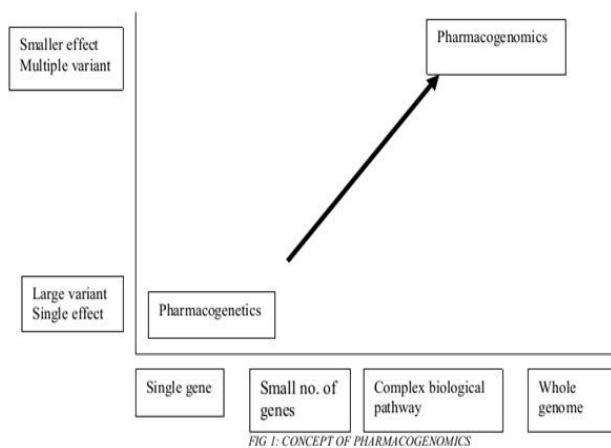 Smaller effect
Multiple variant
Pharmacogenomics
Large variant
Single effect
Pharmacogenetics
Single gene
Small no. of
genes
Complex biological
pathway
Whole
genome
FIG 1: CONCEPT OF PHARMACOGENOMICS